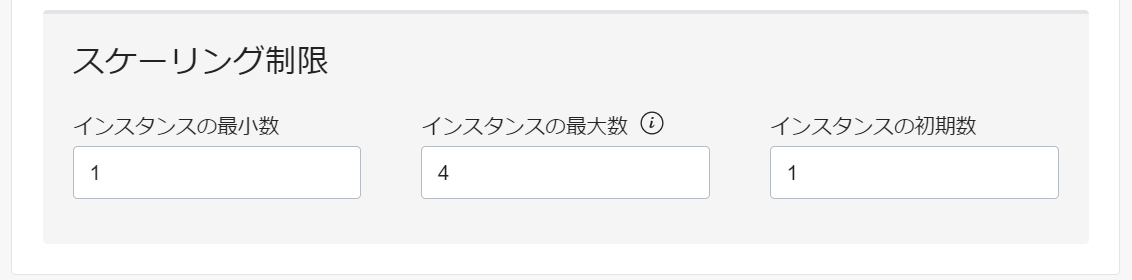 スケーリング制限
インスタンスの最小数
インスタンスの最大数
インスタンスの初期数
1
4
1